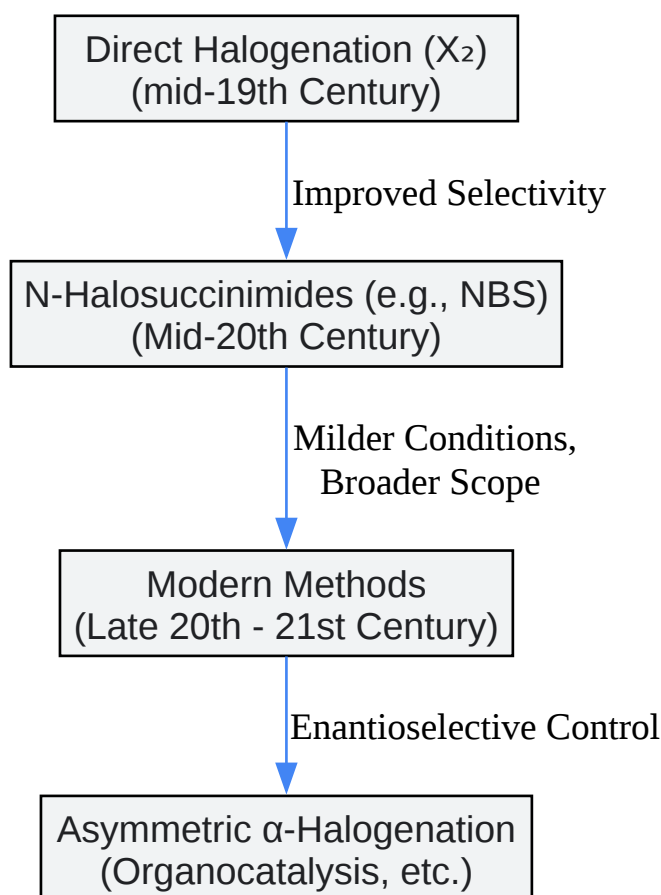 Direct Halogenation (X₂)
(mid-19th Century)
Improved Selectivity
N-Halosuccinimides (e.g., NBS)
(Mid-20th Century)
Milder Conditions,
Broader Scope
Modern Methods
(Late 20th - 21st Century)
Enantioselective Control
Asymmetric α-Halogenation
(Organocatalysis, etc.)